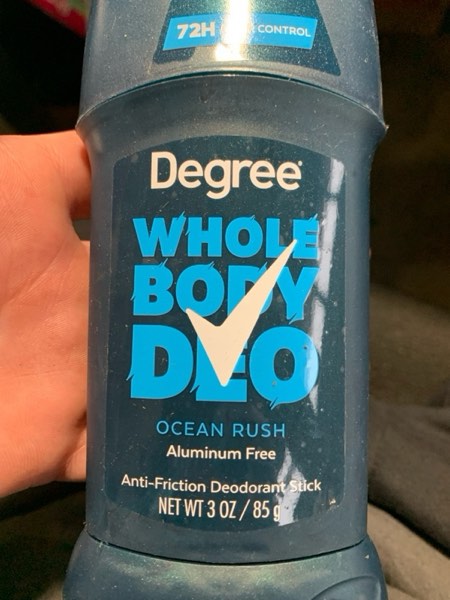 72H CONTROL
Degree
WHOLE
BODY
DEO
OCEAN RUSH
Aluminum Free
Anti-Friction Deodorant Stick
NET WT 3 OZ / 85 g